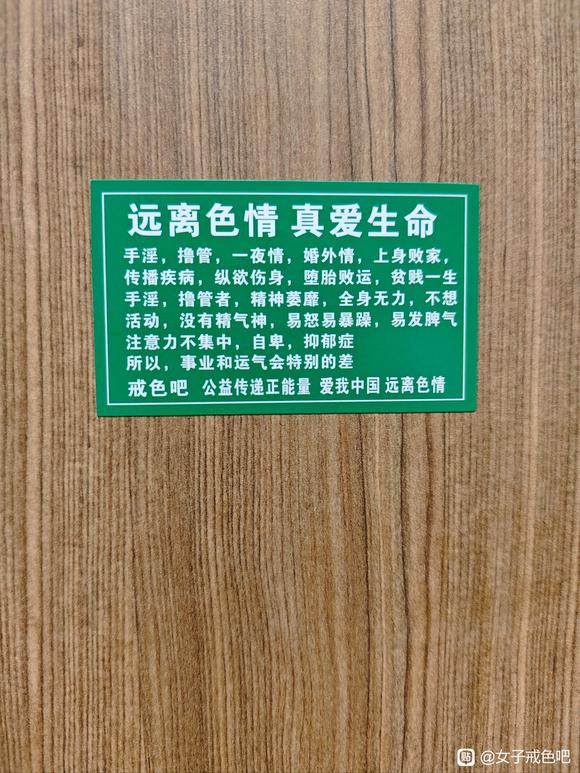 远离色情 真爱生命
手淫，撸管，一夜情，婚外情，上身败家，
传播疾病，纵欲伤身，堕胎败运，贫贱一生
手淫，撸管者，精神萎靡，全身无力，不想
活动，没有精气神，易怒易暴躁，易发脾气
注意力不集中，自卑，抑郁症
所以，事业和运气会特别的差
戒色吧 公益传递正能量 爱我中国 远离色情
贴 @女子戒色吧